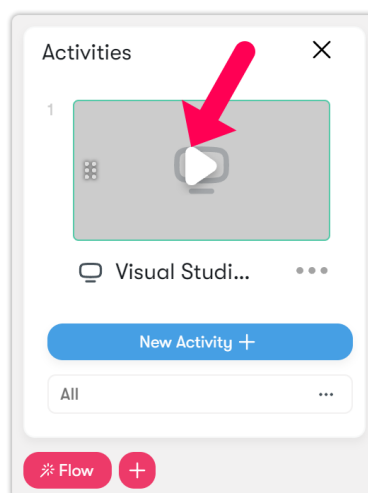 Activities
1
Visual Studi...
New Activity +
All
Flow +